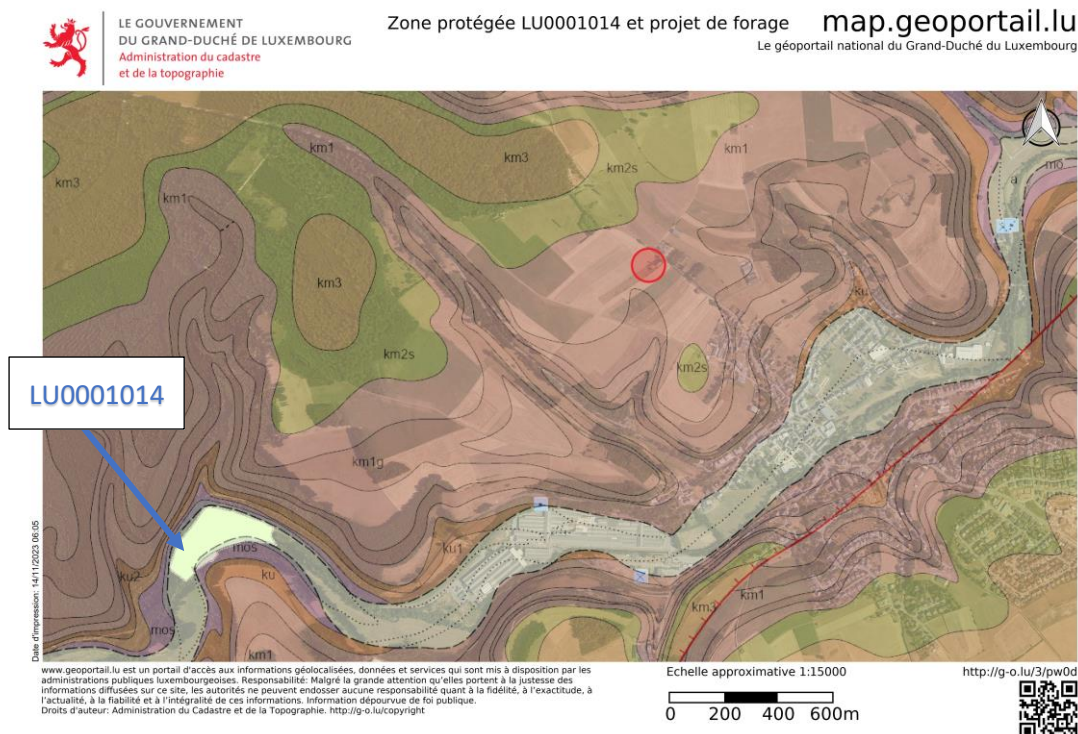 LE GOUVERNEMENT
DU GRAND-DUCHÉ DE LUXEMBOURG
Administration du cadastre
et de la topographie
Zone protégée LU0001014 et projet de forage
map.geoportail.lu
Le géoportail national du Grand-Duché du Luxembourg
km3
km1
km3
km2s
km1
mo
a
km1
km3
ku
km2s
km2s
LU0001014
km1g
mos
ku1
ku2
ku
km3
km1
mos
km1
Date d'impression: 14/11/2023 06:05
www.geoportail.lu est un portail d'accès aux informations géolocalisées, données et services qui sont mis à disposition par les
administrations publiques luxembourgeoises. Responsabilité: Malgré la grande attention qu'elles portent à la justesse des
informations diffusées sur ce site, les autorités ne peuvent endosser aucune responsabilité quant à la fidélité, à l'exactitude, à
l'actualité, à la fiabilité et à l'intégralité de ces informations. Information dépourvue de foi publique.
Droits d'auteur: Administration du Cadastre et de la Topographie. http://g-o.lu/copyright
Echelle approximative 1:15000
0 200 400 600m
http://g-o.lu/3/pw0d